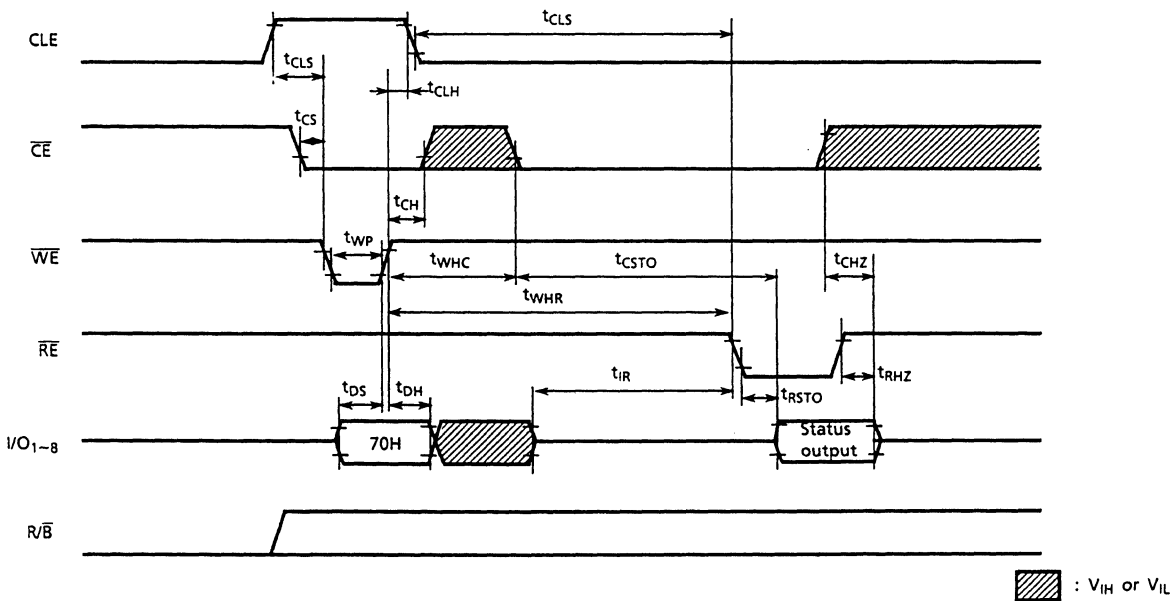 CLE
tCLS
tCLS
tCLH
tCS
CE
tCH
WE
tWP
tWHC
tCSTO
tCHZ
tWHR
RE
tIR
tRHZ
tDS
tDH
tRSTO
I/O1~8
70H
Status
output
R/B
: VIH or VIL